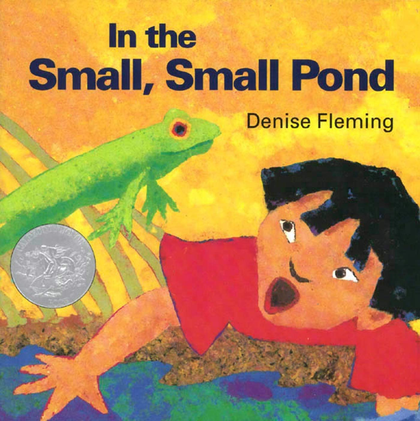 In the
Small, Small Pond
Denise Fleming